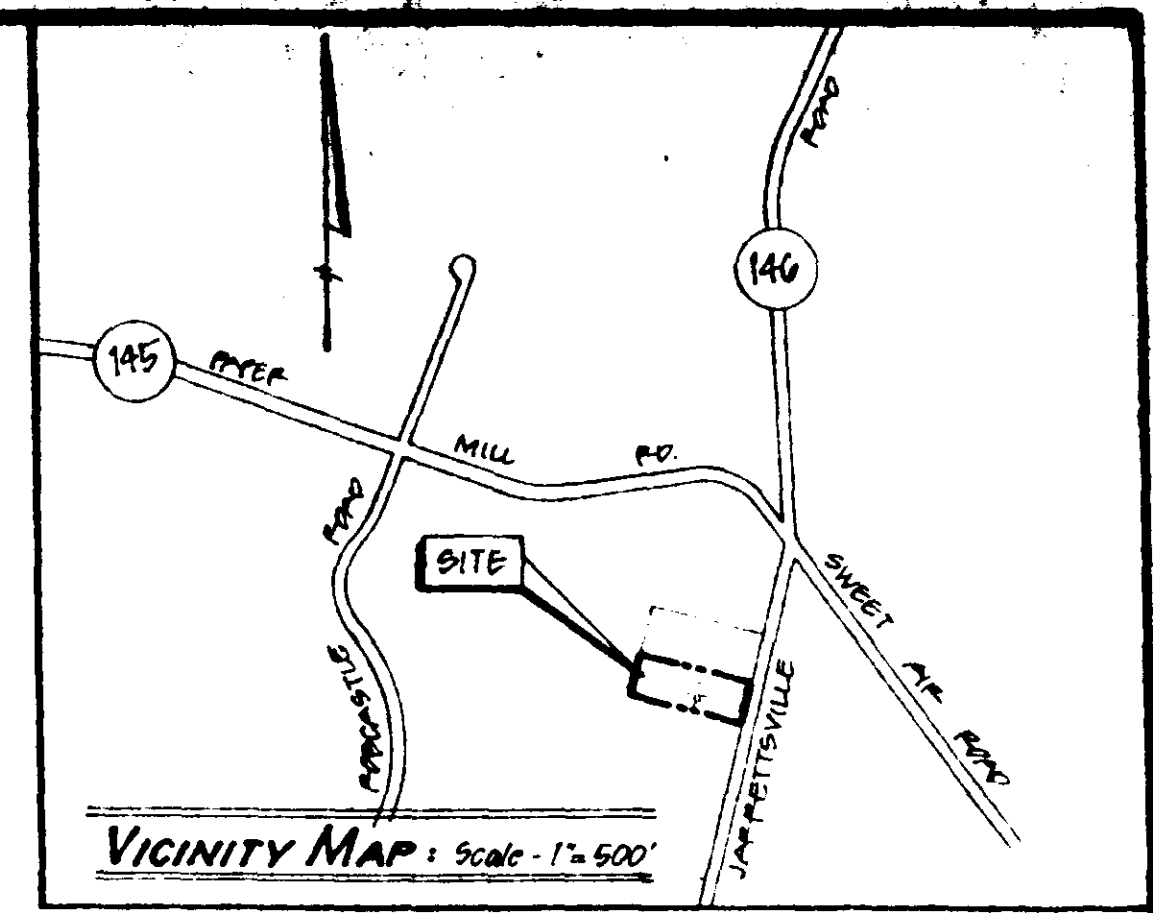 ROAD
146
145
PAPER
MILL
RD.
ROAD
SITE
SWEET
AIR
ROAD
JARRETTSVILLE
VICINITY MAP : Scale - 1"= 500'